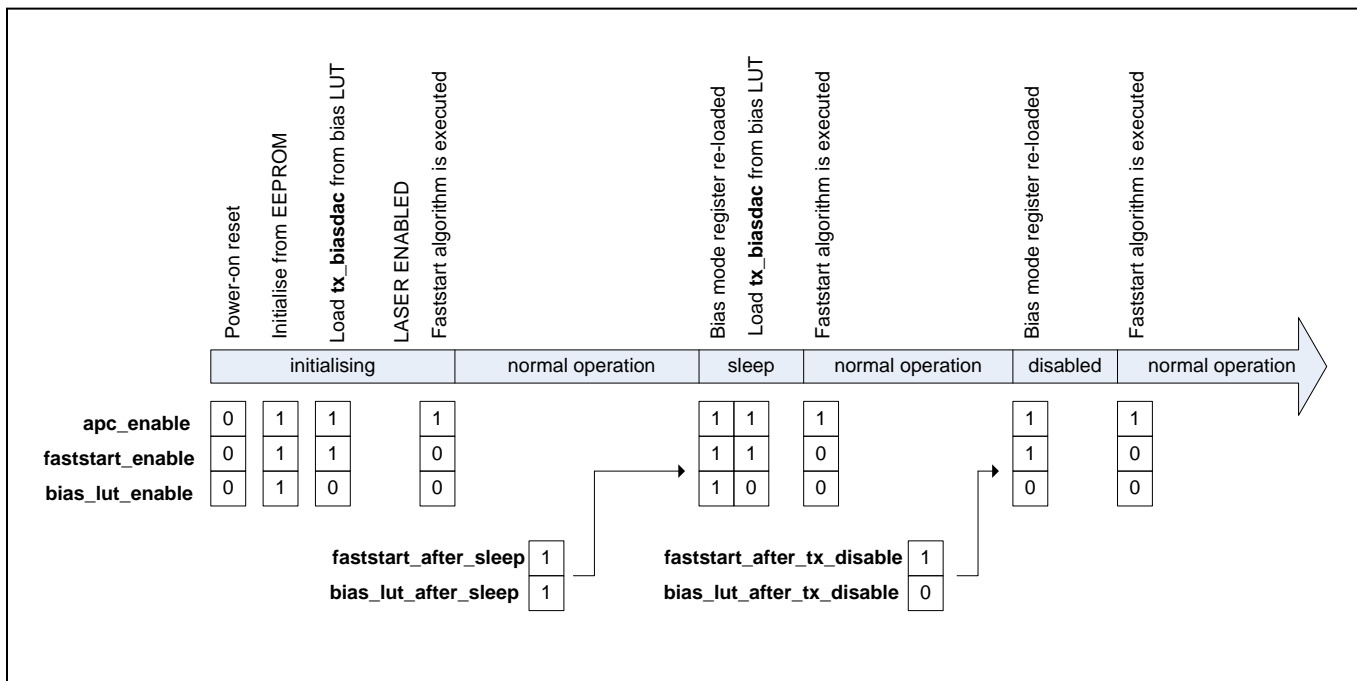 Power-on reset
Initialise from EEPROM
Load tx_biasdac from bias LUT
LASER ENABLED
Faststart algorithm is executed
Bias mode register re-loaded
Load tx_biasdac from bias LUT
Faststart algorithm is executed
Bias mode register re-loaded
Faststart algorithm is executed
initialising normal operation sleep normal operation disabled normal operation
apc_enable 0 1 1 1 1 1 1 1 1
faststart_enable 0 1 1 0 1 1 0 1 0
bias_lut_enable 0 1 0 0 1 0 0 0 0
faststart_after_sleep 1 faststart_after_tx_disable 1
bias_lut_after_sleep 1 bias_lut_after_tx_disable 0